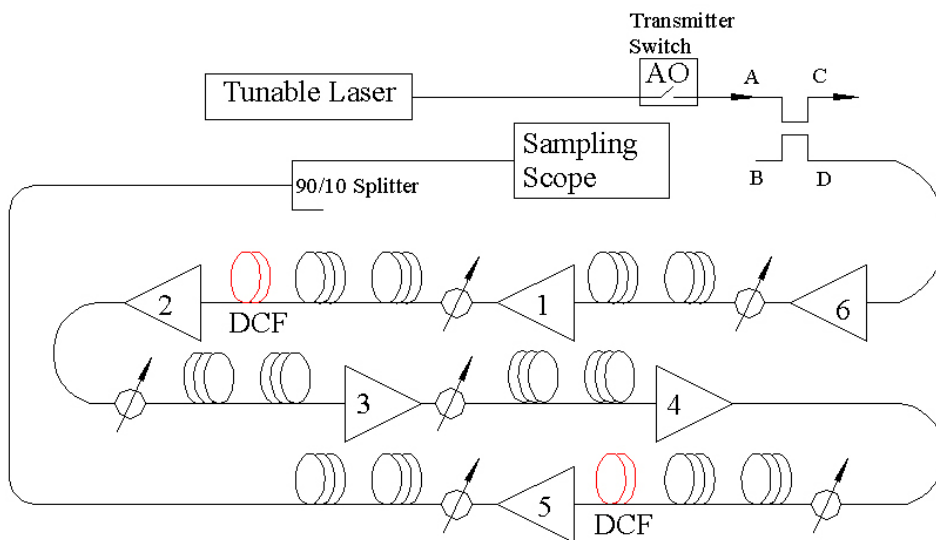 Transmitter
Switch
Tunable Laser
AO
A
C
Sampling
Scope
90/10 Splitter
B
D
2
DCF
1
6
3
4
5
DCF